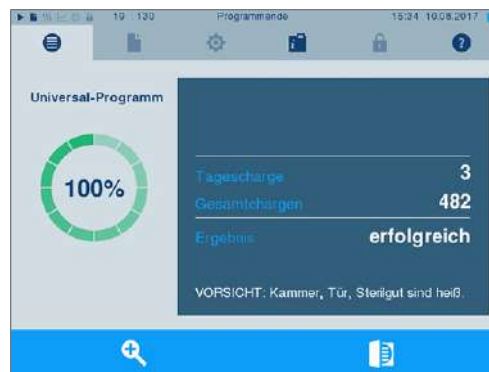 19 : 130 Programmende 15:34 10.08.2017
Universal-Programm
100%
Tagescharge 3
Gesamtchargen 482
Ergebnis erfolgreich
VORSICHT: Kammer, Tür, Sterilgut sind heiß.